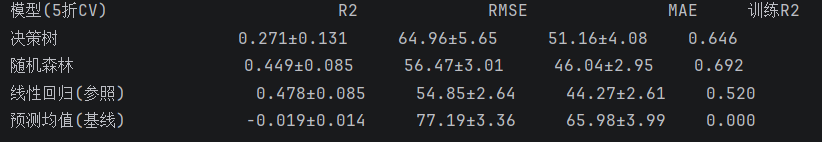 模型(5折CV) R2 RMSE MAE 训练R2
决策树 0.271±0.131 64.96±5.65 51.16±4.08 0.646
随机森林 0.449±0.085 56.47±3.01 46.04±2.95 0.692
线性回归(参照) 0.478±0.085 54.85±2.64 44.27±2.61 0.520
预测均值(基线) -0.019±0.014 77.19±3.36 65.98±3.99 0.000